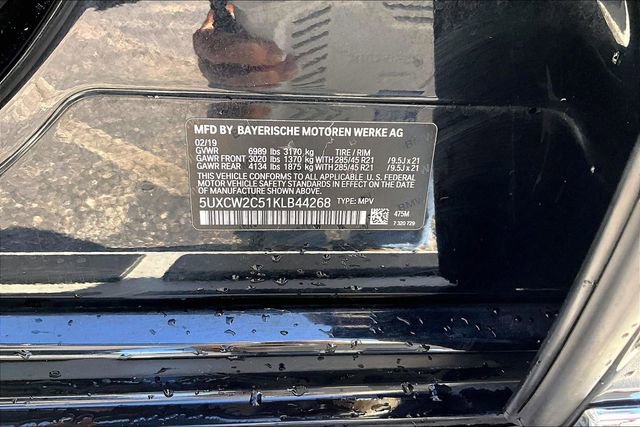 MFD BY BAYERISCHE MOTOREN WERKE AG
02/19
GVWR 6989 lbs 3170 kg TIRE / RIM
GAWR FRONT 3020 lbs 1370 kg WITH 285/45 R21 / 9.5J x 21
GAWR REAR 4134 lbs 1875 kg WITH 285/45 R21 / 9.5J x 21
THIS VEHICLE CONFORMS TO ALL APPLICABLE U.S. FEDERAL
MOTOR VEHICLE SAFETY STANDARDS IN EFFECT ON THE DATE
OF MANUFACTURE SHOWN ABOVE.
5UXCW2C51KLB44268 TYPE: MPV
475M
7 320 729